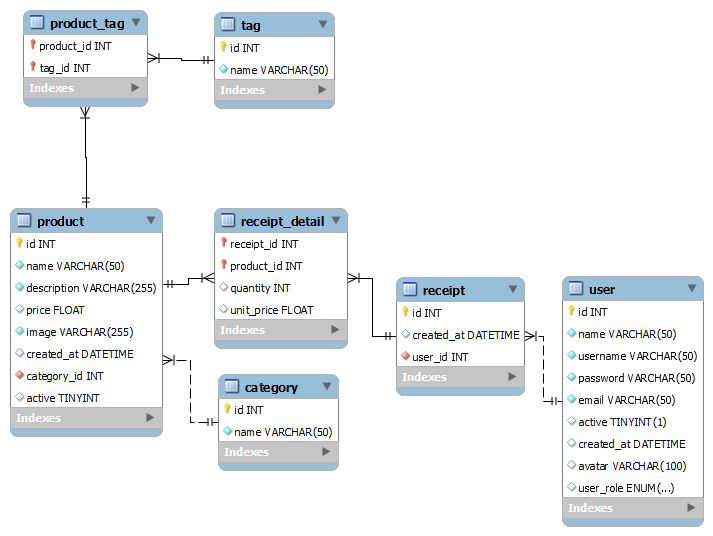 product_tag
product_id INT
tag_id INT
Indexes
tag
id INT
name VARCHAR(50)
Indexes
product
id INT
name VARCHAR(50)
description VARCHAR(255)
price FLOAT
image VARCHAR(255)
created_at DATETIME
category_id INT
active TINYINT
Indexes
receipt_detail
receipt_id INT
product_id INT
quantity INT
unit_price FLOAT
Indexes
category
id INT
name VARCHAR(50)
Indexes
receipt
id INT
created_at DATETIME
user_id INT
Indexes
user
id INT
name VARCHAR(50)
username VARCHAR(50)
password VARCHAR(50)
email VARCHAR(50)
active TINYINT(1)
created_at DATETIME
avatar VARCHAR(100)
user_role ENUM(...)
Indexes